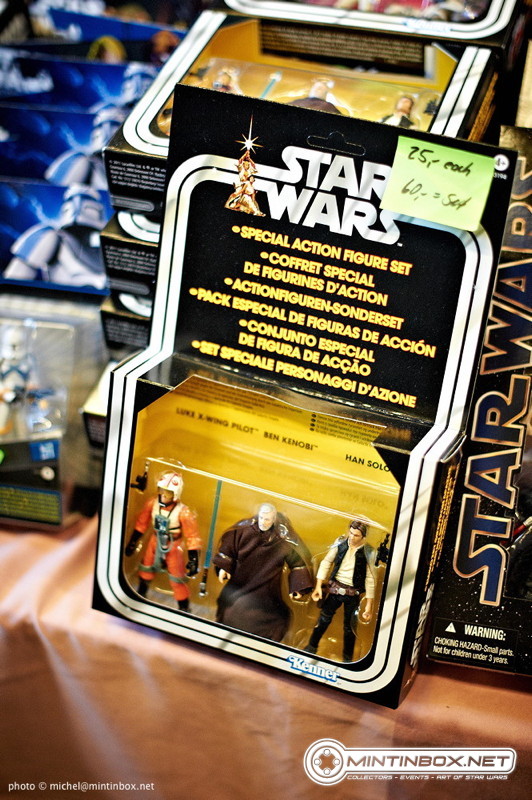 25,- each
60,- = set
STAR
WARS
•SPECIAL ACTION FIGURE SET
•COFFRET SPECIAL
DE FIGURINES D'ACTION
•ACTIONFIGUREN-SONDERSET
•PACK ESPECIAL DE FIGURAS DE ACCIÓN
•CONJUNTO ESPECIAL
DE FIGURA DE ACÇÃO
•SET SPECIALE PERSONAGGI D'AZIONE
LUKE X-WING PILOT™
BEN KENOBI™
HAN SOLO
Kenner
STAR WARS
WARNING:
CHOKING HAZARD-Small parts.
Not for children under 3 years.
MINTINBOX.NET
COLLECTORS - EVENTS - ART OF STAR WARS
photo © michel@mintinbox.net